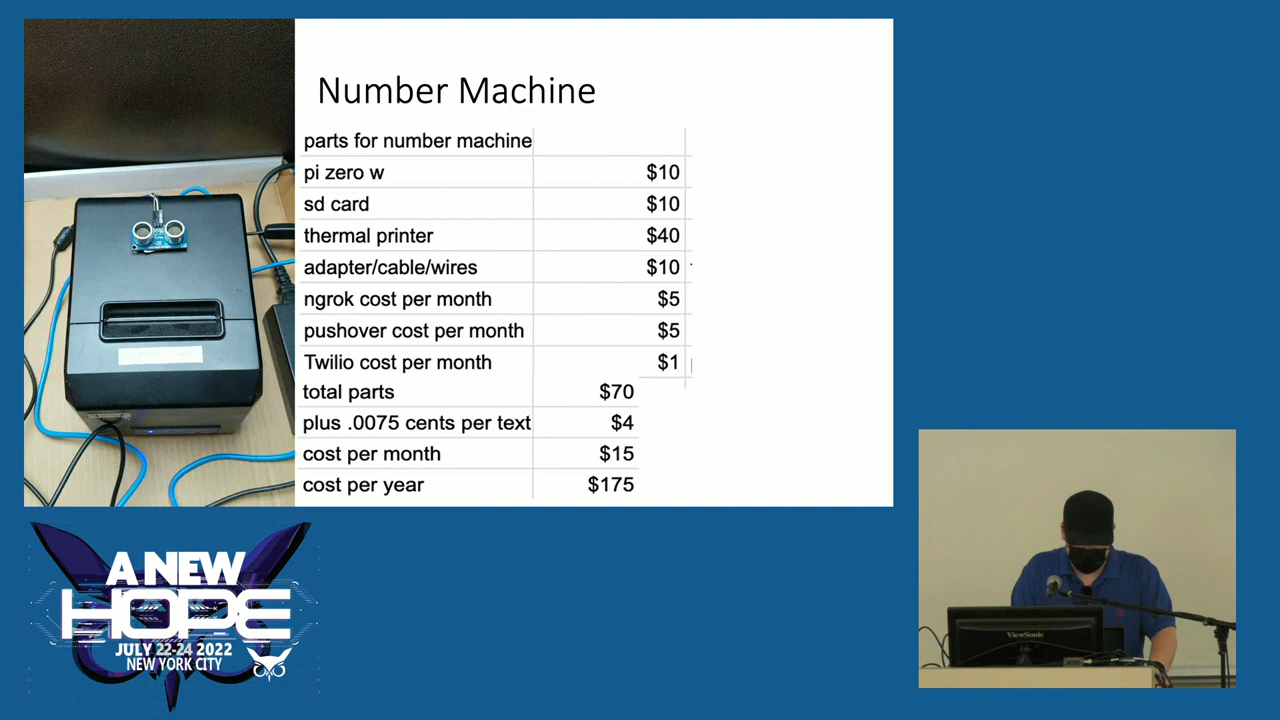 Number Machine
parts for number machine
pi zero w $10
sd card $10
thermal printer $40
adapter/cable/wires $10
ngrok cost per month $5
pushover cost per month $5
Twilio cost per month $1
total parts $70
plus .0075 cents per text $4
cost per month $15
cost per year $175
A NEW
HOPE
JULY 22-24 2022
NEW YORK CITY
ViewSonic